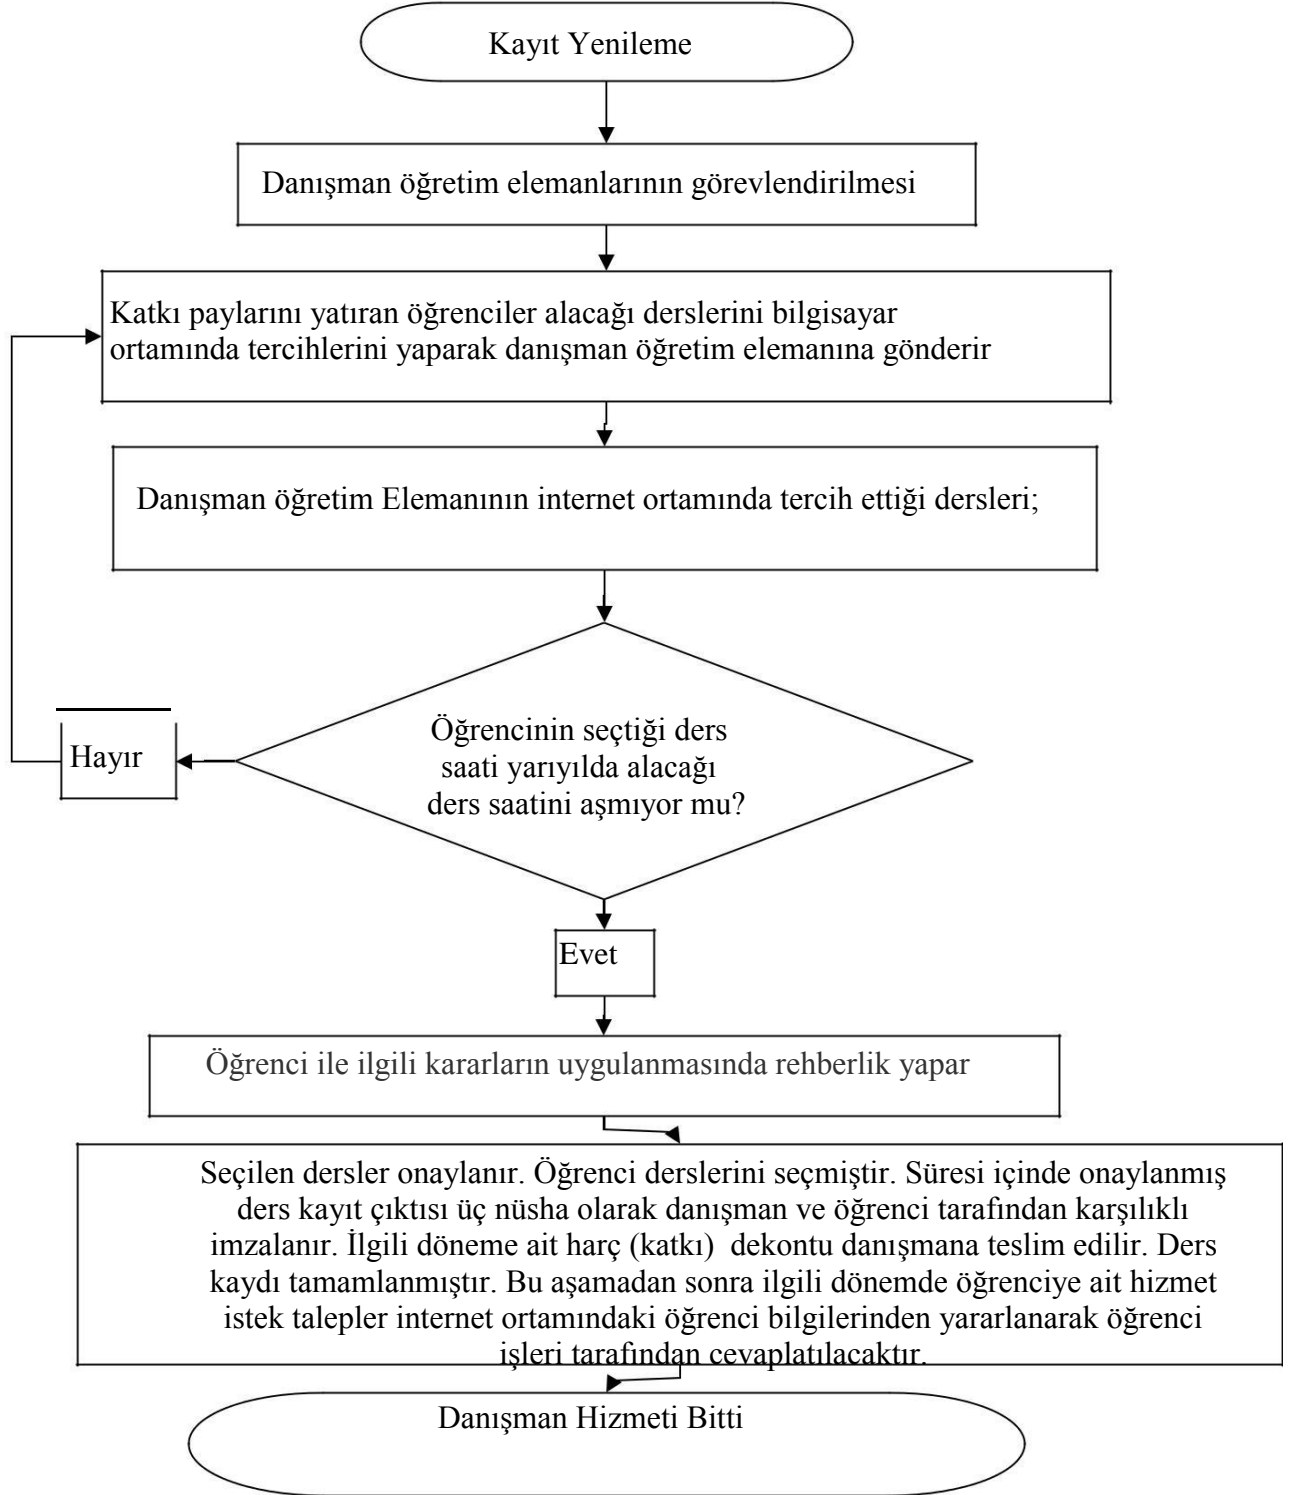 Kayıt Yenileme
Danışman öğretim elemanlarının görevlendirilmesi
Katkı paylarını yatıran öğrenciler alacağı derslerini bilgisayar
ortamında tercihlerini yaparak danışman öğretim elemanına gönderir
Danışman öğretim Elemanının internet ortamında tercih ettiği dersleri;
Öğrencinin seçtiği ders
saati yarıyılda alacağı
ders saatini aşmıyor mu?
Hayır
Evet
Öğrenci ile ilgili kararların uygulanmasında rehberlik yapar
Seçilen dersler onaylanır. Öğrenci derslerini seçmiştir. Süresi içinde onaylanmış
ders kayıt çıktısı üç nüsha olarak danışman ve öğrenci tarafından karşılıklı
imzalanır. İlgili döneme ait harç (katkı)  dekontu danışmana teslim edilir. Ders
kaydı tamamlanmıştır. Bu aşamadan sonra ilgili dönemde öğrenciye ait hizmet
istek talepler internet ortamındaki öğrenci bilgilerinden yararlanarak öğrenci
işleri tarafından cevaplatılacaktır.
Danışman Hizmeti Bitti